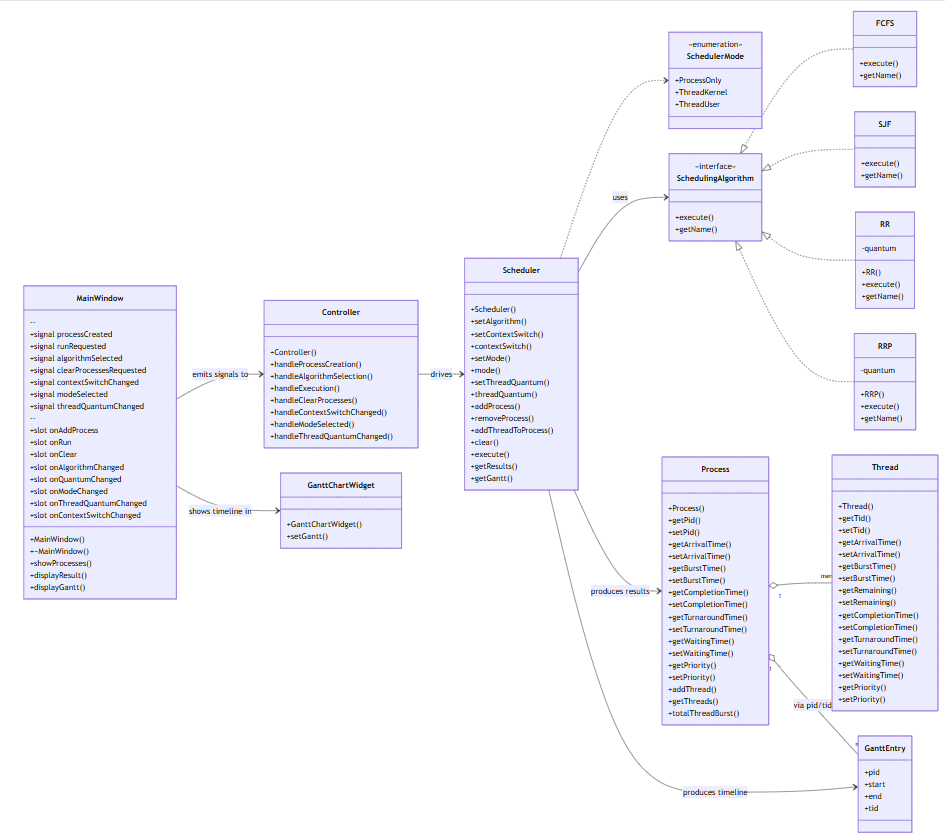 FCFS
+execute()
+getName()
«enumeration»
SchedulerMode
+ProcessOnly
+ThreadKernel
+ThreadUser
SJF
+execute()
+getName()
«interface»
SchedulingAlgorithm
+execute()
+getName()
uses
RR
-quantum
+RR()
+execute()
+getName()
RRP
-quantum
+RRP()
+execute()
+getName()
Scheduler
+Scheduler()
+setAlgorithm()
+setContextSwitch()
+contextSwitch()
+setMode()
+mode()
+setThreadQuantum()
+threadQuantum()
+addProcess()
+removeProcess()
+addThreadToProcess()
+clear()
+execute()
+getResults()
+getGantt()
MainWindow
--
+signal processCreated
+signal runRequested
+signal algorithmSelected
+signal clearProcessesRequested
+signal contextSwitchChanged
+signal modeSelected
+signal threadQuantumChanged
--
+slot onAddProcess
+slot onRun
+slot onClear
+slot onAlgorithmChanged
+slot onQuantumChanged
+slot onModeChanged
+slot onThreadQuantumChanged
+slot onContextSwitchChanged
+MainWindow()
+~MainWindow()
+showProcesses()
+displayResult()
+displayGantt()
emits signals to
Controller
+Controller()
+handleProcessCreation()
+handleAlgorithmSelection()
+handleExecution()
+handleClearProcesses()
+handleContextSwitchChanged()
+handleModeSelected()
+handleThreadQuantumChanged()
drives
shows timeline in
GanttChartWidget
+GanttChartWidget()
+setGantt()
produces results
Process
+Process()
+getPid()
+setPid()
+getArrivalTime()
+setArrivalTime()
+getBurstTime()
+setBurstTime()
+getCompletionTime()
+setCompletionTime()
+getTurnaroundTime()
+setTurnaroundTime()
+getWaitingTime()
+setWaitingTime()
+getPriority()
+setPriority()
+addThread()
+getThreads()
+totalThreadBurst()
1
1
Thread
+Thread()
+getTid()
+setTid()
+getArrivalTime()
+setArrivalTime()
+getBurstTime()
+setBurstTime()
+getRemaining()
+setRemaining()
+getCompletionTime()
+setCompletionTime()
+getTurnaroundTime()
+setTurnaroundTime()
+getWaitingTime()
+setWaitingTime()
+getPriority()
+setPriority()
via pid/tid
produces timeline
GanttEntry
+pid
+start
+end
+tid